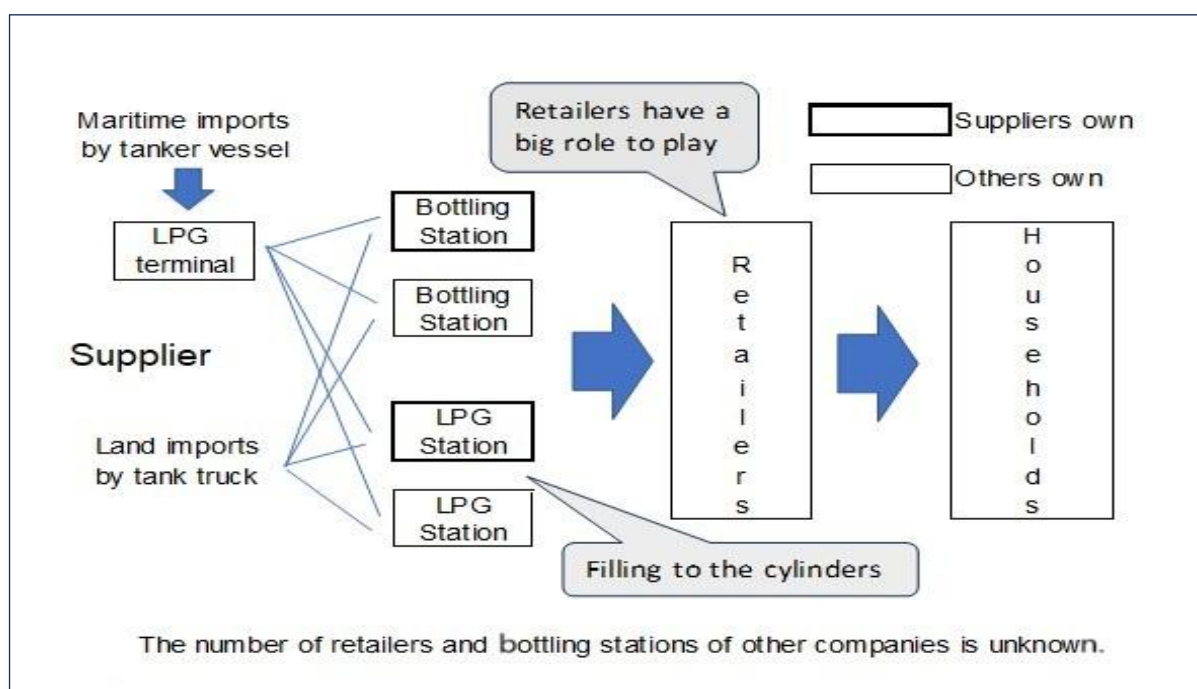 Maritime imports
by tanker vessel
LPG
terminal
Supplier
Land imports
by tank truck
Bottling
Station
Bottling
Station
LPG
Station
LPG
Station
Filling to the cylinders
Retailers have a
big role to play
Retailers
Households
Suppliers own
Others own
The number of retailers and bottling stations of other companies is unknown.